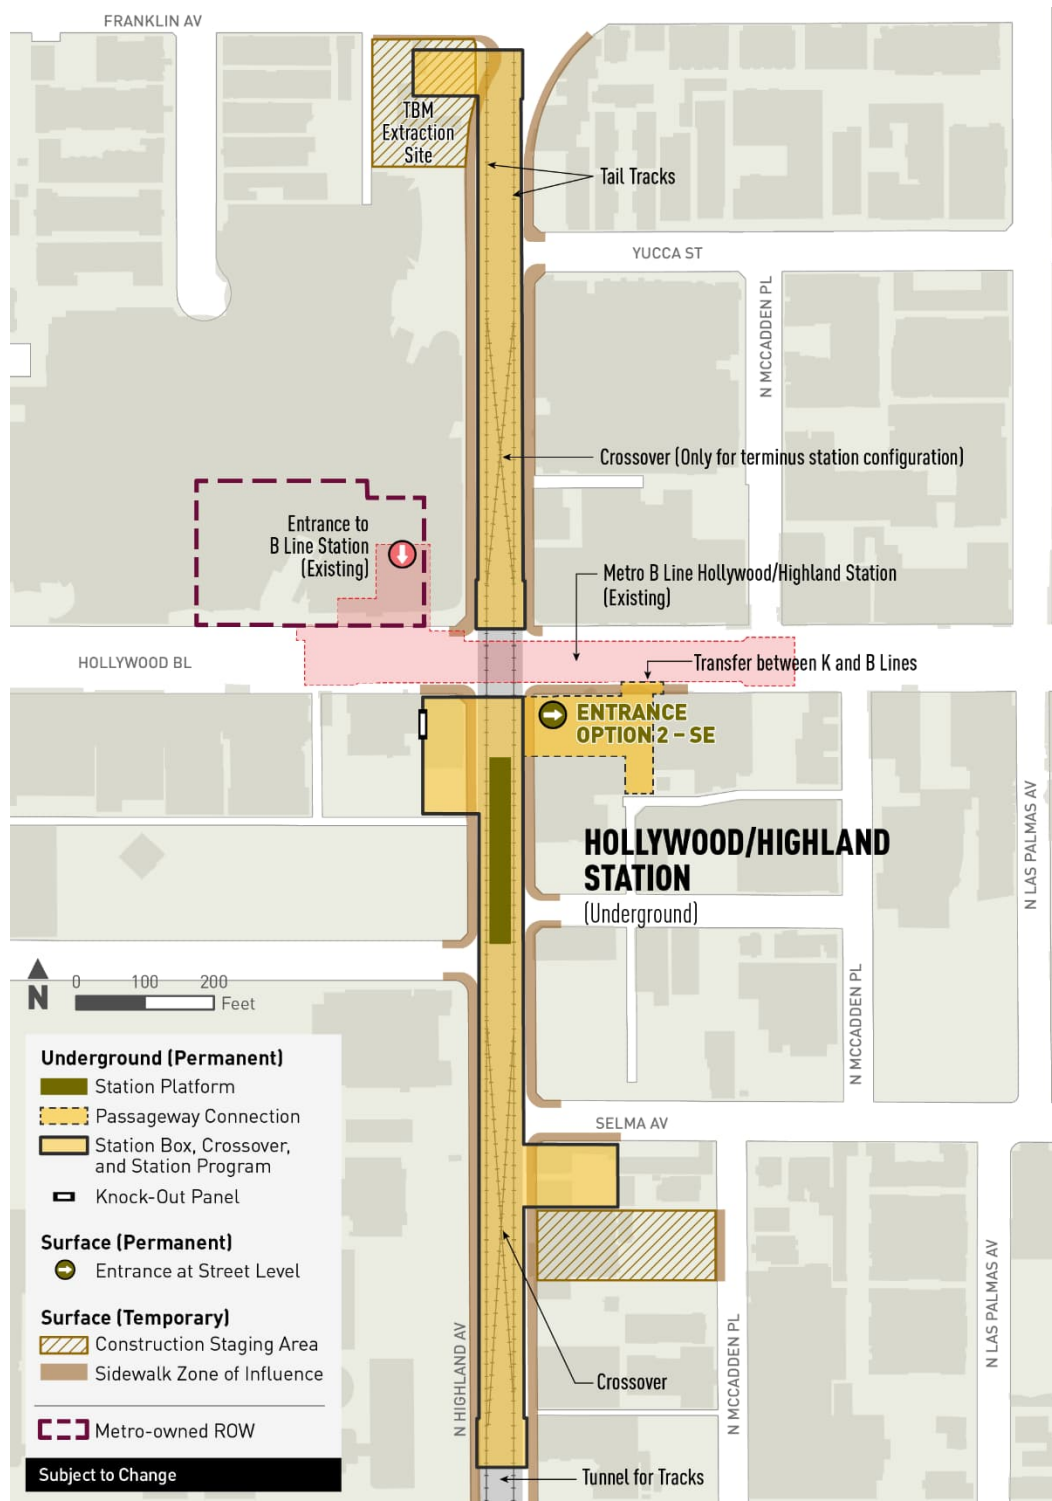 FRANKLIN AV
TBM
Extraction
Site
Tail Tracks
YUCCA ST
N MCCADDEN PL
Crossover (Only for terminus station configuration)
Entrance to
B Line Station
(Existing)
Metro B Line Hollywood/Highland Station
(Existing)
HOLLYWOOD BL
Transfer between K and B Lines
ENTRANCE
OPTION 2 – SE
HOLLYWOOD/HIGHLAND
STATION
(Underground)
N LAS PALMAS AV
N MCCADDEN PL
N
0 100 200
Feet
SELMA AV
Underground (Permanent)
Station Platform
Passageway Connection
Station Box, Crossover,
and Station Program
Knock-Out Panel
Surface (Permanent)
Entrance at Street Level
Surface (Temporary)
Construction Staging Area
Sidewalk Zone of Influence
Metro-owned ROW
Subject to Change
N HIGHLAND AV
Crossover
N MCCADDEN PL
N LAS PALMAS AV
Tunnel for Tracks